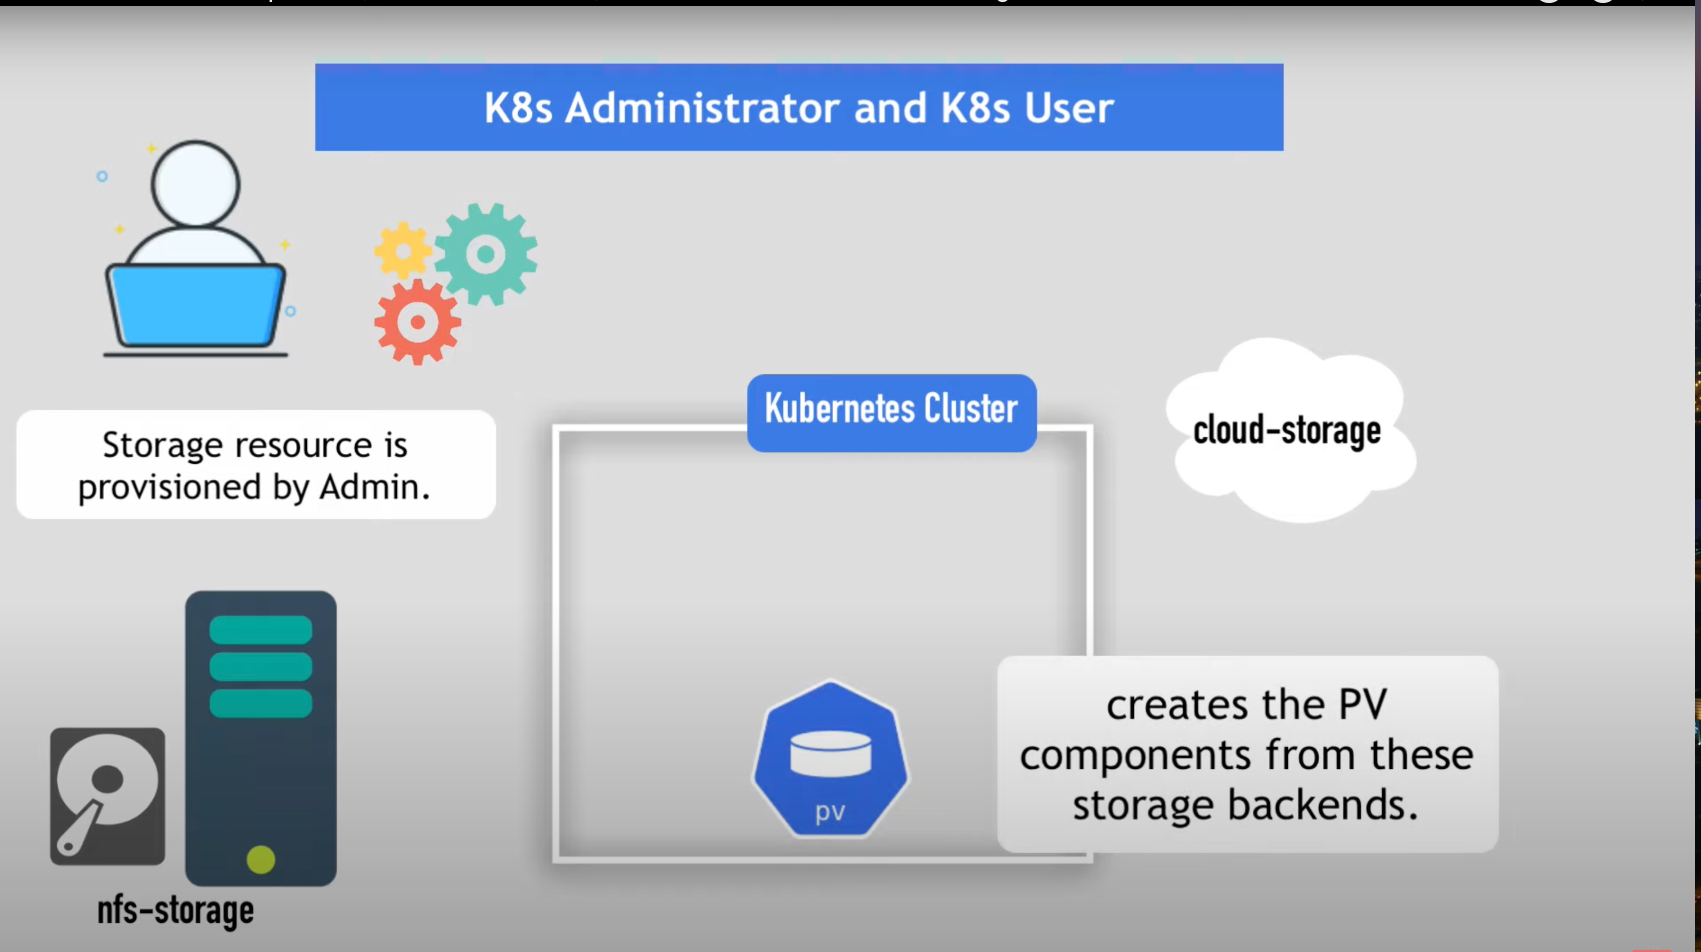 K8s Administrator and K8s User
Storage resource is
provisioned by Admin.
Kubernetes Cluster
cloud-storage
pv
creates the PV
components from these
storage backends.
nfs-storage